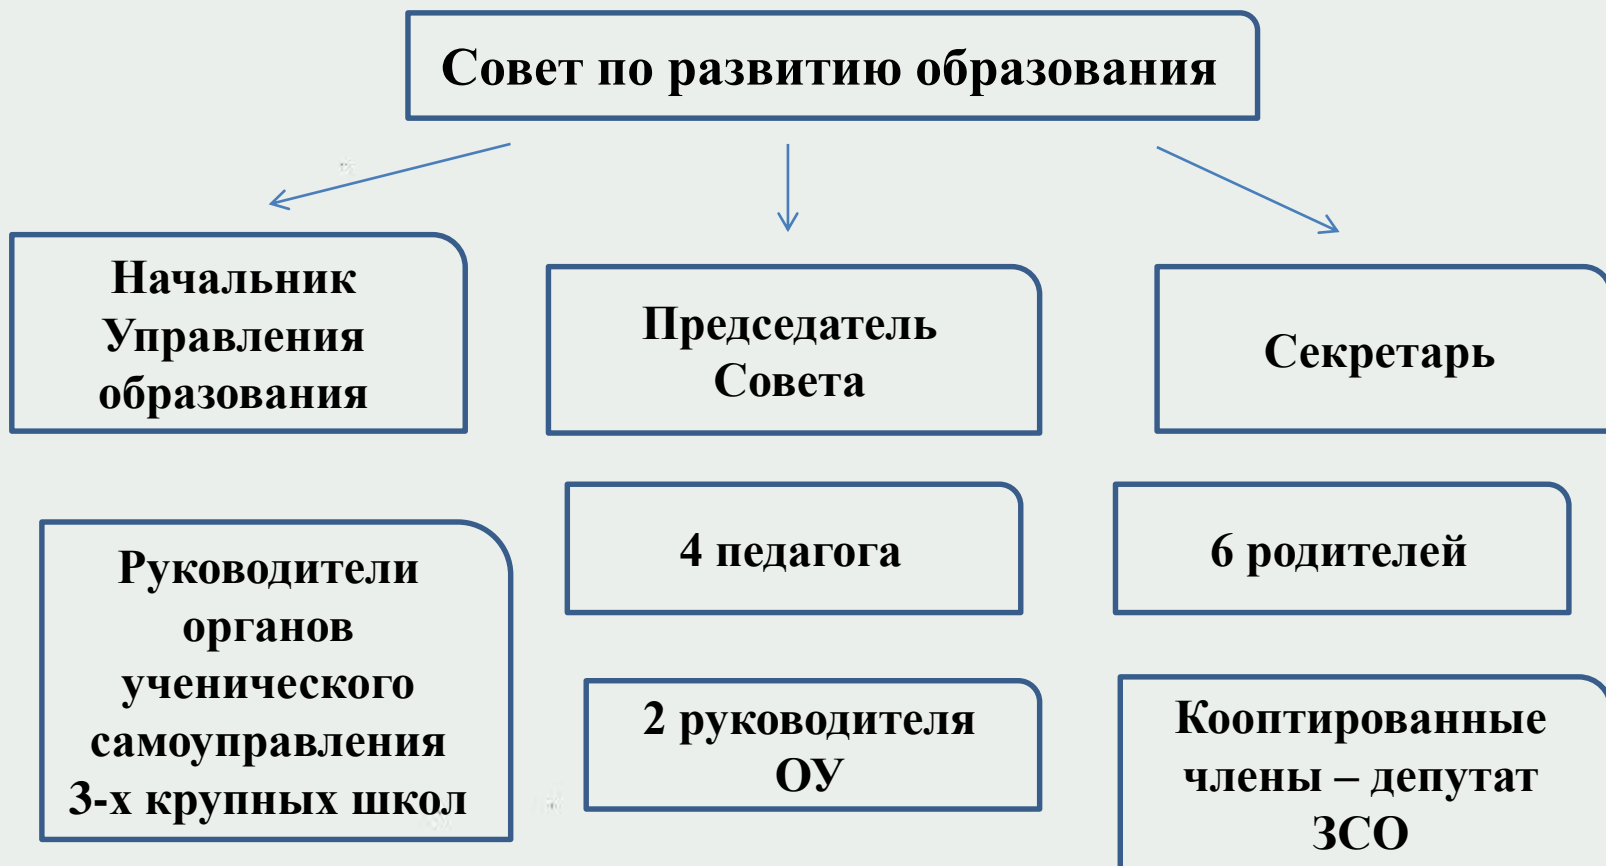 Совет по развитию образования
Начальник
Управления
образования
Председатель
Совета
Секретарь
Руководители
органов
ученического
самоуправления
3-х крупных школ
4 педагога
6 родителей
2 руководителя
ОУ
Кооптированные
члены – депутат
ЗСО